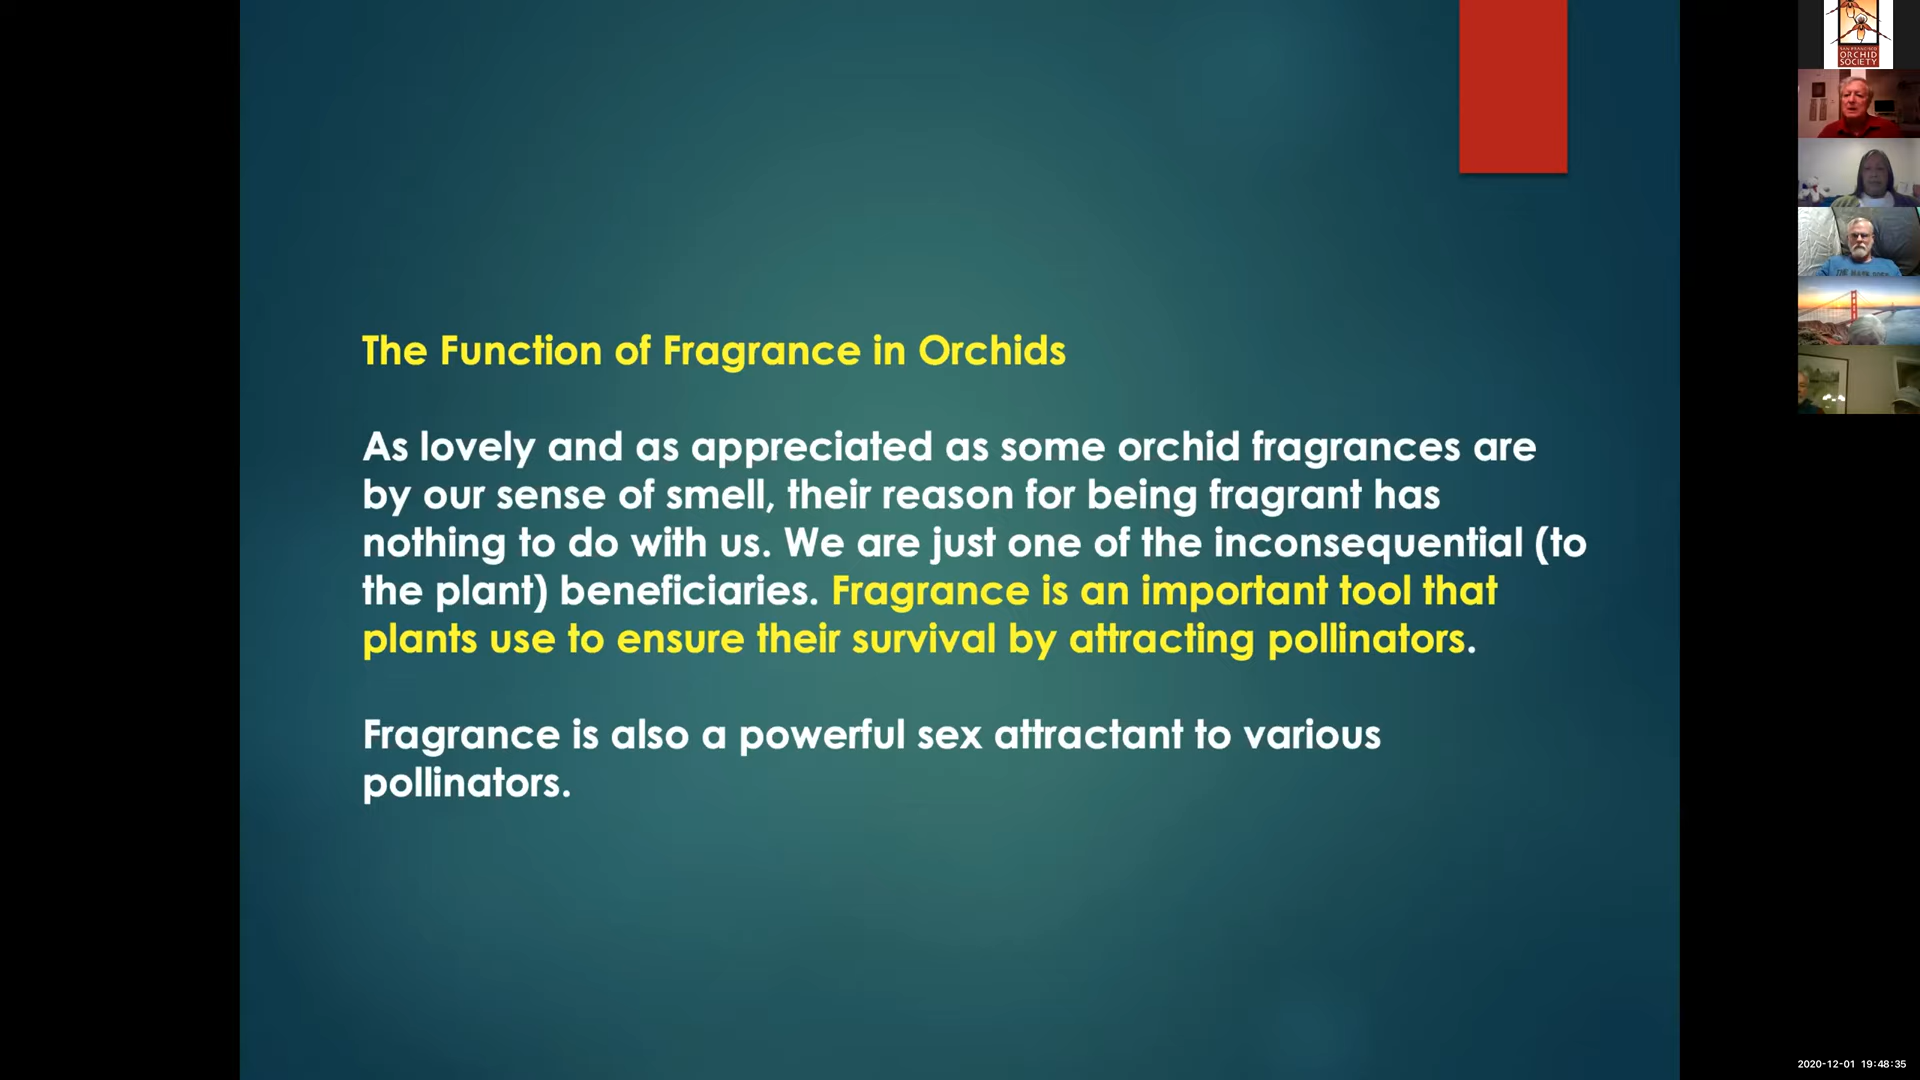 The Function of Fragrance in Orchids
As lovely and as appreciated as some orchid fragrances are
by our sense of smell, their reason for being fragrant has
nothing to do with us. We are just one of the inconsequential (to
the plant) beneficiaries. Fragrance is an important tool that
plants use to ensure their survival by attracting pollinators.
Fragrance is also a powerful sex attractant to various
pollinators.
SAN FRANCISCO
ORCHID
SOCIETY
2020-12-01 19:48:35